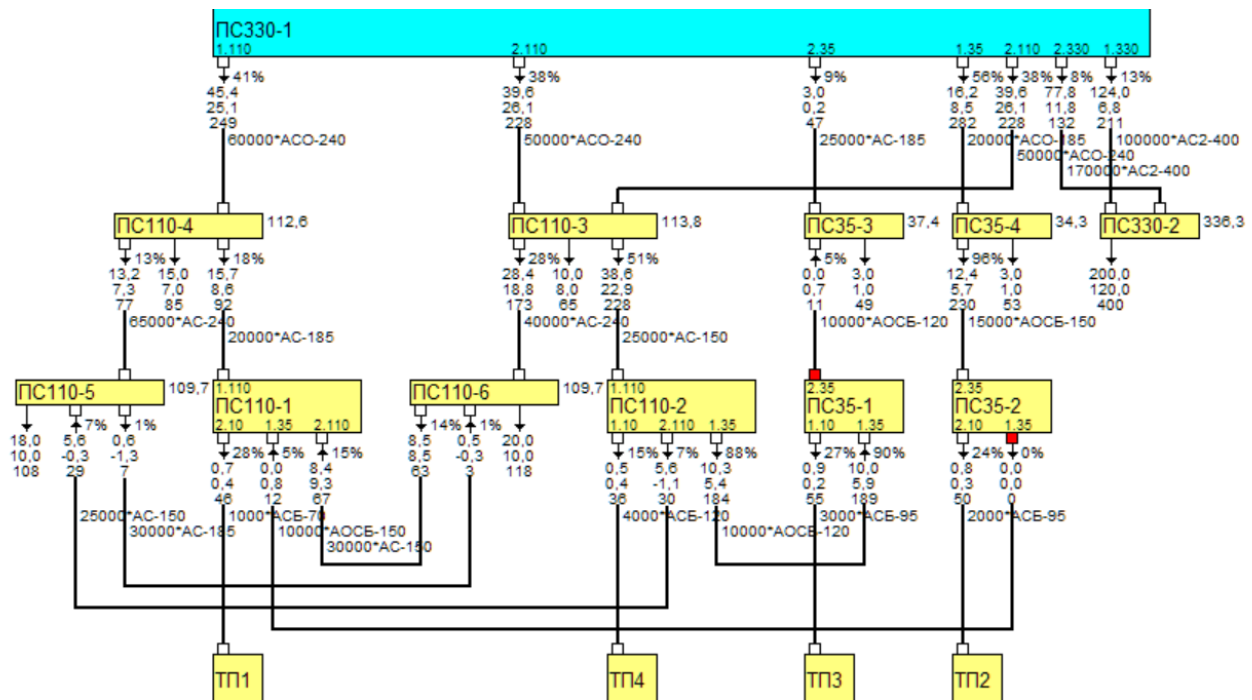 ПС330-1
1.110 2.110 2.35 1.35 2.110 2.330 1.330
41% 38% 9% 56% 38% 8% 13%
45,4 39,6 3,0 16,2 39,6 77,8 124,0
25,1 26,1 0,2 8,5 26,1 11,8 6,8
249 228 47 282 228 132 211
60000*АСО-240 50000*АСО-240 25000*АС-185 20000*АСО-185 100000*АС2-400
50000*АСО-240
170000*АС2-400
ПС110-4 112,6 ПС110-3 113,8 ПС35-3 37,4 ПС35-4 34,3 ПС330-2 336,3
13% 18% 28% 51% 5% 96%
13,2 15,0 15,7 28,4 10,0 38,6 0,0 3,0 12,4 3,0 200,0
7,3 7,0 8,6 18,8 8,0 22,9 0,7 1,0 5,7 1,0 120,0
77 85 92 173 65 228 11 49 230 53 400
65000*АС-240 40000*АС-240 10000*АОСБ-120 15000*АОСБ-150
20000*АС-185 25000*АС-150
ПС110-5 109,7 1.110 ПС110-6 109,7 1.110 2.35 2.35
ПС110-1 ПС110-2 ПС35-1 ПС35-2
2.10 1.35 2.110 1.10 2.110 1.35 1.10 1.35 2.10 1.35
7% 1% 28% 5% 15% 14% 1% 15% 7% 88% 27% 90% 24% 0%
18,0 5,6 0,6 0,7 0,0 8,4 8,5 0,5 20,0 0,5 5,6 10,3 0,9 10,0 0,8 0,0
10,0 -0,3 -1,3 0,4 0,8 9,3 8,5 -0,3 10,0 0,4 -1,1 5,4 0,2 5,9 0,3 0,0
108 29 7 46 12 67 63 3 118 36 30 184 55 189 50 0
25000*АС-150 1000*АСБ-70 4000*АСБ-120 3000*АСБ-95 2000*АСБ-95
30000*АС-185 10000*АОСБ-150 10000*АОСБ-120
30000*АС-150
ТП1 ТП4 ТП3 ТП2